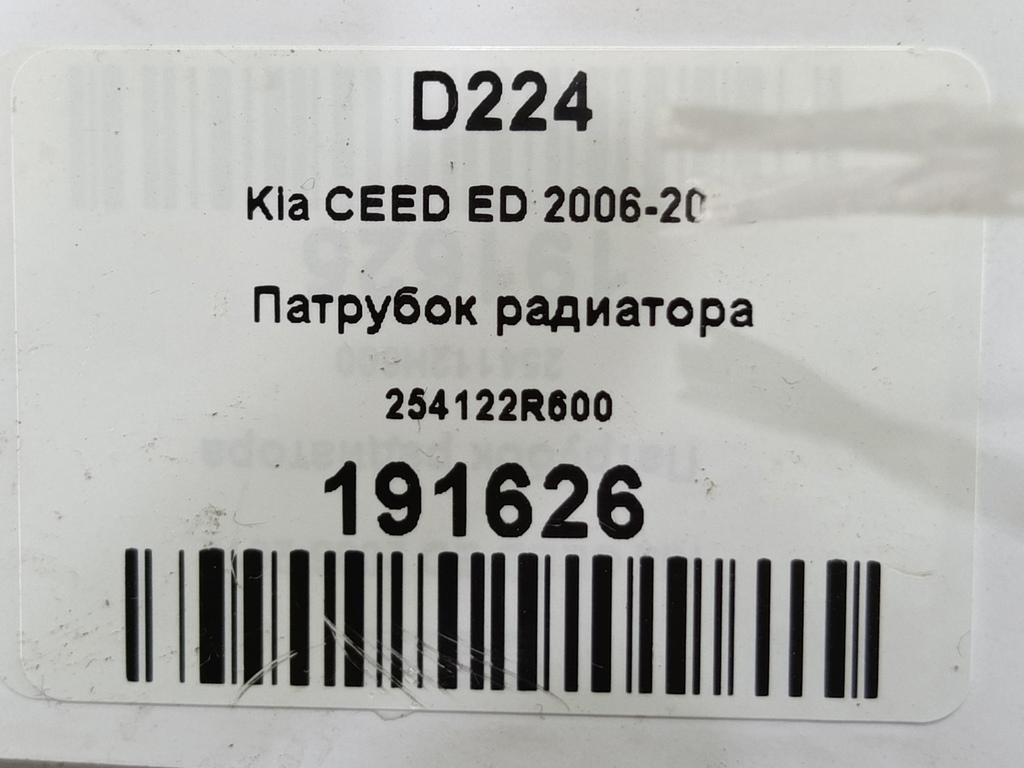 D224
Kia CEED ED 2006-20
Патрубок радиатора
254122R600
191626